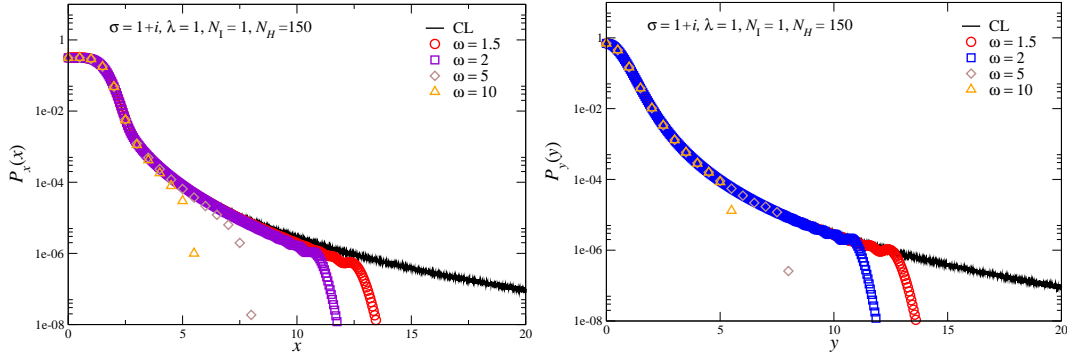 σ = 1+i, λ = 1, N_I = 1, N_H = 150
CL
ω = 1.5
ω = 2
ω = 5
ω = 10
P_x(x)
1
1e-02
1e-04
1e-06
1e-08
0 5 10 15 20
x
σ = 1+i, λ = 1, N_I = 1, N_H = 150
CL
ω = 1.5
ω = 2
ω = 5
ω = 10
P_y(y)
1
1e-02
1e-04
1e-06
1e-08
0 5 10 15 20
y